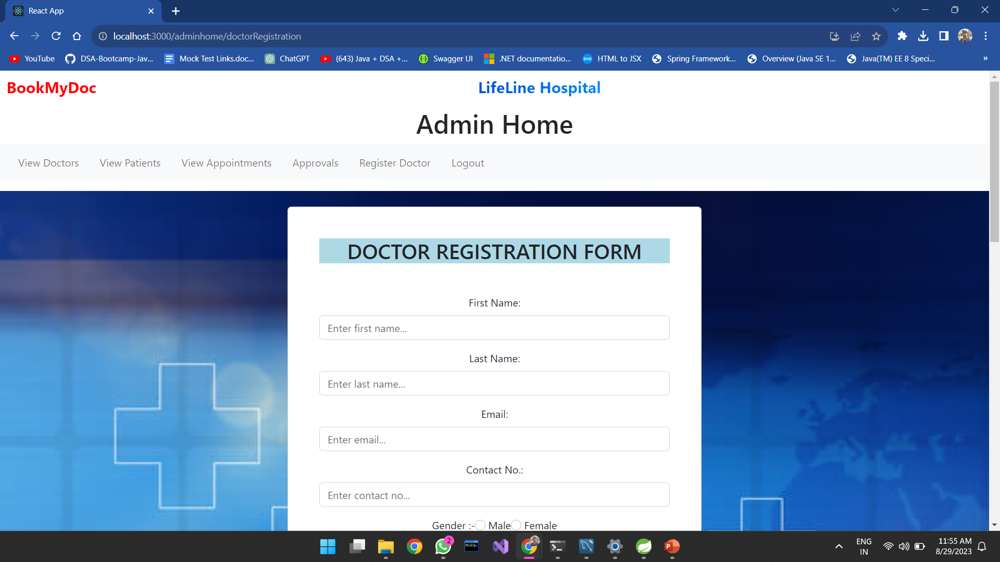 React App
localhost:3000/adminhome/doctorRegistration
YouTube DSA-Bootcamp-Jav... Mock Test Links.doc... ChatGPT (643) Java + DSA +... Swagger UI .NET documentatio... HTML to JSX Spring Framework... Overview (Java SE 1... Java(TM) EE 8 Speci... »
BookMyDoc LifeLine Hospital
Admin Home
View Doctors View Patients View Appointments Approvals Register Doctor Logout
DOCTOR REGISTRATION FORM
First Name:
Enter first name...
Last Name:
Enter last name...
Email:
Enter email...
Contact No.:
Enter contact no...
Gender :- Male Female
2
MySQL
P
ENG
IN
11:55 AM
8/29/2023